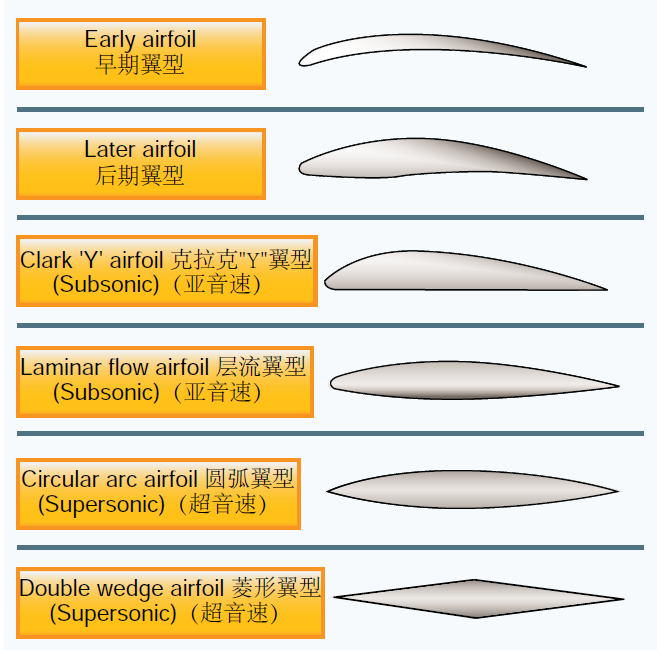 Early airfoil
早期翼型
Later airfoil
后期翼型
Clark 'Y' airfoil 克拉克"Y"翼型
(Subsonic)（亚音速）
Laminar flow airfoil 层流翼型
(Subsonic)（亚音速）
Circular arc airfoil 圆弧翼型
(Supersonic)（超音速）
Double wedge airfoil 菱形翼型
(Supersonic)（超音速）